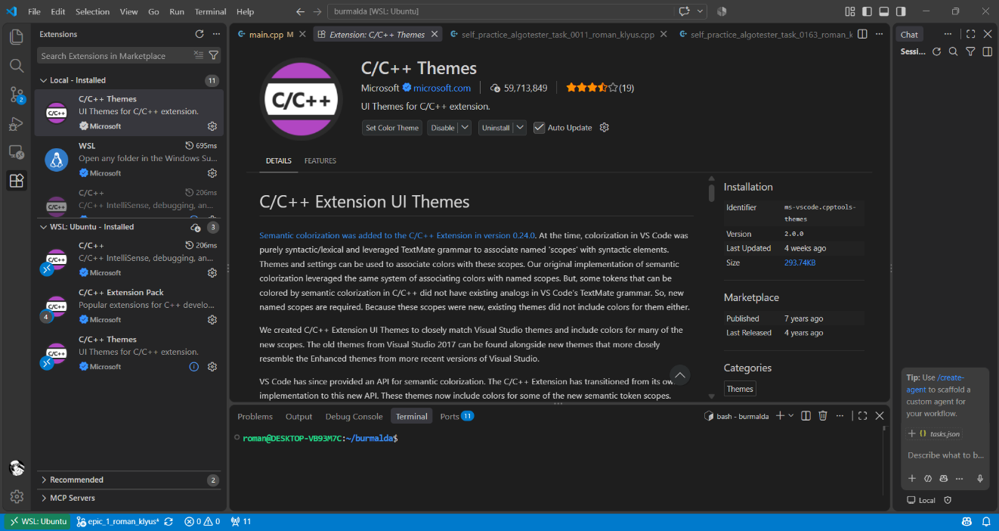 File Edit Selection View Go Run Terminal Help
burmalda [WSL: Ubuntu]
Extensions
Search Extensions in Marketplace
Local - Installed 11
C/C++ Themes
UI Themes for C/C++ extension.
Microsoft
WSL 695ms
Open any folder in the Windows Su...
Microsoft
C/C++ 206ms
C/C++ IntelliSense, debugging, an...
WSL: Ubuntu - Installed 3
C/C++ 206ms
C/C++ IntelliSense, debugging, an...
Microsoft
C/C++ Extension Pack
Popular extensions for C++ develo...
4
Microsoft
C/C++ Themes
UI Themes for C/C++ extension.
Microsoft
Recommended 2
MCP Servers
2
main.cpp M
Extension: C/C++ Themes
self_practice_algotester_task_0011_roman_klyus.cpp
self_practice_algotester_task_0163_roman_k
C/C++
C/C++ Themes
Microsoft microsoft.com 59,713,849 (19)
UI Themes for C/C++ extension.
Set Color Theme Disable Uninstall Auto Update
DETAILS FEATURES
C/C++ Extension UI Themes
Semantic colorization was added to the C/C++ Extension in version 0.24.0. At the time, colorization in VS Code was
purely syntactic/lexical and leveraged TextMate grammar to associate named 'scopes' with syntactic elements.
Themes and settings can be used to associate colors with these scopes. Our original implementation of semantic
colorization leveraged the same system of associating colors with named scopes. But, some tokens that can be
colored by semantic colorization in C/C++ did not have existing analogs in VS Code's TextMate grammar. So, new
named scopes are required. Because these scopes were new, existing themes did not include colors for them either.
We created C/C++ Extension UI Themes to closely match Visual Studio themes and include colors for many of the
new scopes. The old themes from Visual Studio 2017 can be found alongside new themes that more closely
resemble the Enhanced themes from more recent versions of Visual Studio.
VS Code has since provided an API for semantic colorization. The C/C++ Extension has transitioned from its ow
implementation to this new API. These themes now include colors for some of the new semantic token scopes.
Installation
Identifier ms-vscode.cpptools-
themes
Version 2.0.0
Last Updated 4 weeks ago
Size 293.74KB
Marketplace
Published 7 years ago
Last Released 4 years ago
Categories
Themes
Problems Output Debug Console Terminal Ports 11
bash - burmalda
roman@DESKTOP-VB93M7C:~/burmalda$
Chat
Sessi...
Tip: Use /create-
agent to scaffold a
custom agent for
your workflow.
{} tasks.json
Describe what to b...
Local
WSL: Ubuntu epic_1_roman_klyus* 0 0 11